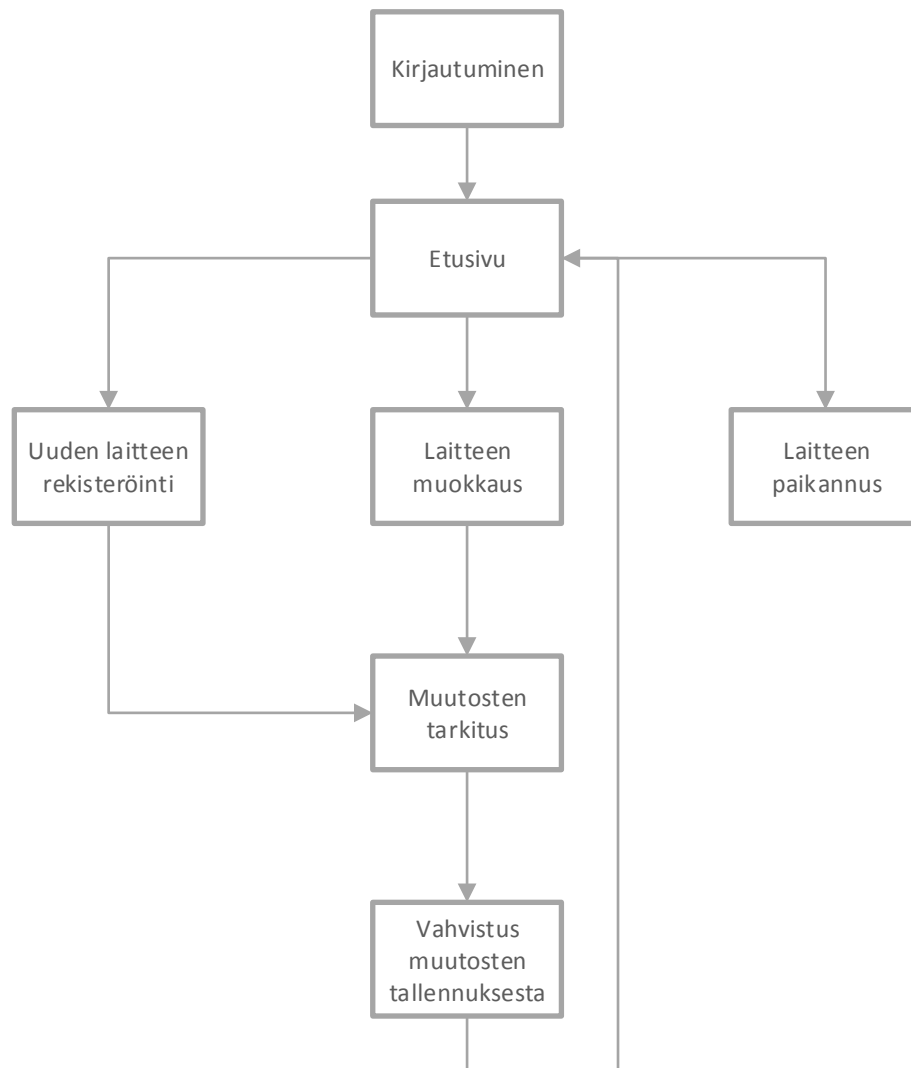 Kirjautuminen
Etusivu
Uuden laitteen
rekisteröinti
Laitteen
muokkaus
Laitteen
paikannus
Muutosten
tarkitus
Vahvistus
muutosten
tallennuksesta